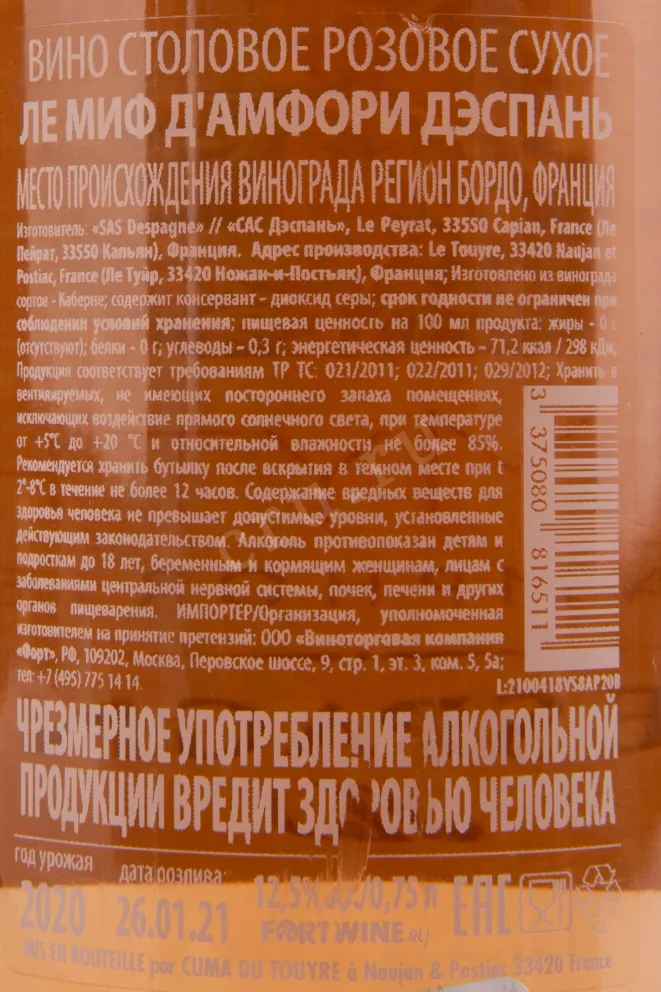 ВИНО СТОЛОВОЕ РОЗОВОЕ СУХОЕ
ЛЕ МИФ Д'АМФОРИ ДЭСПАНЬ
МЕСТО ПРОИСХОЖДЕНИЯ ВИНОГРАДА РЕГИОН БОРДО, ФРАНЦИЯ
Изготовитель: «SAS Despagne» // «САС Дэспань», Le Peyrat, 33550 Capian, France (Ле
Пейрат, 33550 Капьян), Франция. Адрес производства: Le Touyre, 33420 Naujan et
Postiac, France (Ле Туйр, 33420 Ножан-и-Постьяк), Франция; Изготовлено из винограда
сортов - Каберне; содержит консервант – диоксид серы; срок годности не ограничен при
соблюдении условий хранения; пищевая ценность на 100 мл продукта: жиры - 0 г
(отсутствуют); белки - 0 г; углеводы – 0,3 г; энергетическая ценность – 71,2 ккал / 298 кДж;
Продукция соответствует требованиям ТР ТС: 021/2011; 022/2011; 029/2012; Хранить в
вентилируемых, не имеющих постороннего запаха помещениях,
исключающих воздействие прямого солнечного света, при температуре
от +5°С до +20 °С и относительной влажности не более 85%.
Рекомендуется хранить бутылку после вскрытия в темном месте при t
2°-8°С в течение не более 12 часов. Содержание вредных веществ для
здоровья человека не превышает допустимые уровни, установленные
действующим законодательством. Алкоголь противопоказан детям и
подросткам до 18 лет, беременным и кормящим женщинам, лицам с
заболеваниями центральной нервной системы, почек, печени и других
органов пищеварения. ИМПОРТЕР/Организация, уполномоченная
изготовителем на принятие претензий: ООО «Виноторговая компания
«Форт», РФ, 109202, Москва, Перовское шоссе, 9, стр. 1, эт. 3, ком. 5, 5а;
тел: +7 (495) 775 14 14.
3 375080 816511
L:2100418VS8AP20B
ЧРЕЗМЕРНОЕ УПОТРЕБЛЕНИЕ АЛКОГОЛЬНОЙ
ПРОДУКЦИИ ВРЕДИТ ЗДОРОВЬЮ ЧЕЛОВЕКА
год урожая дата розлива:
2020 26.01.21 12,5% /0,75 л EAC
FORTWINE.RU
GL
MIS EN BOUTEILLE par CUMA DU TOUYRE à Naujan & Postiac 33420 France
cru.ru